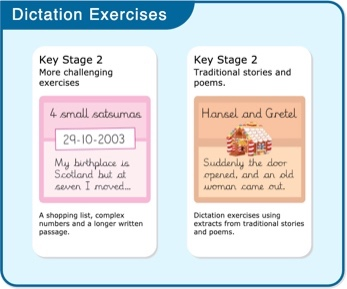 Dictation Exercises
Key Stage 2
More challenging
exercises
4 small satsumas
29-10-2003
My birthplace is
Scotland but at
seven I moved...
A shopping list, complex
numbers and a longer written
passage.
Key Stage 2
Traditional stories and
poems.
Hansel and Gretel
Suddenly the door
opened, and an old
woman came out.
Dictation exercises using
extracts from traditional stories
and poems.